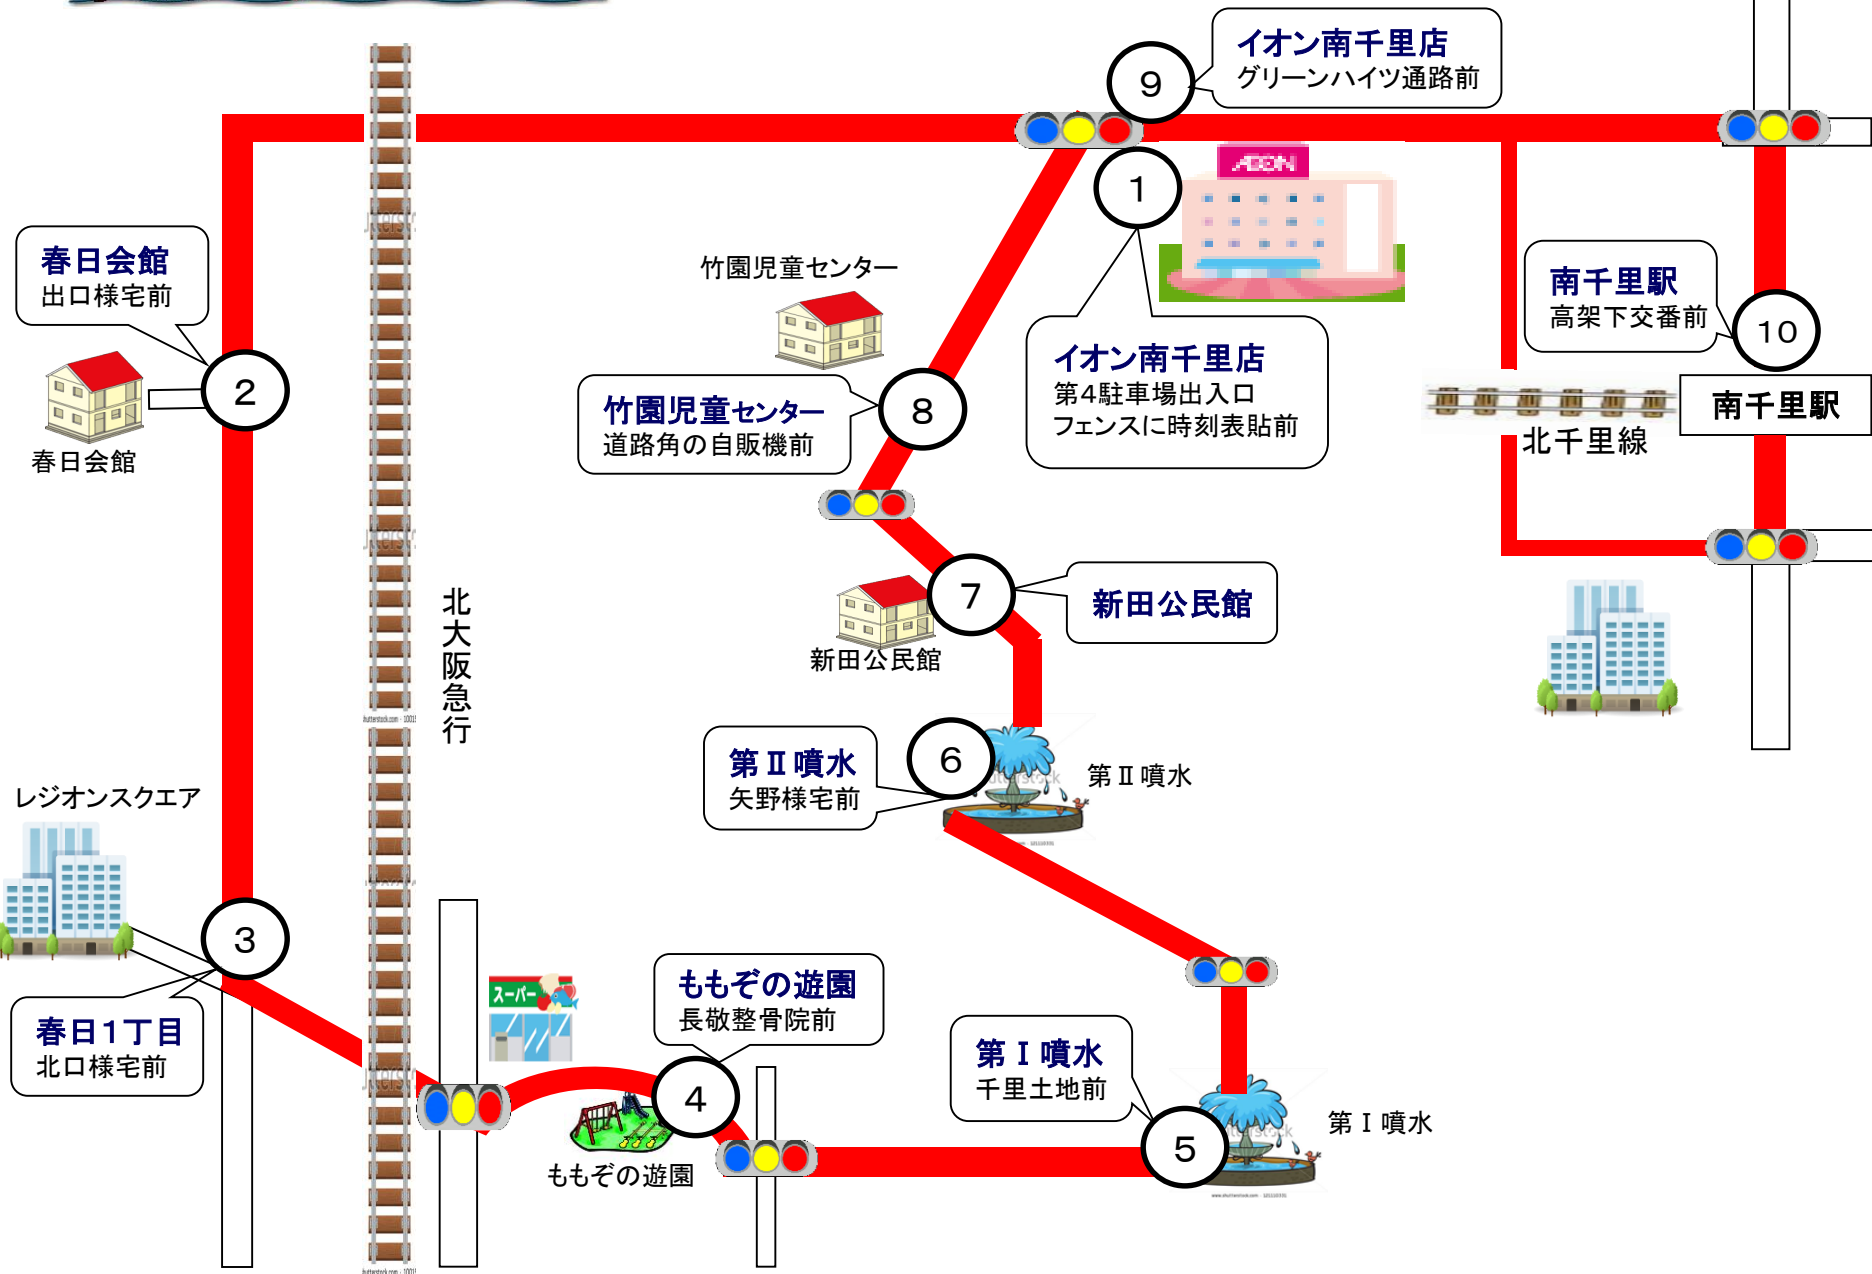 9
イオン南千里店
グリーンハイツ通路前
1
AEON
イオン南千里店
第4駐車場出入口
フェンスに時刻表貼前
春日会館
出口様宅前
2
春日会館
竹園児童センター
竹園児童センター
道路角の自販機前
8
南千里駅
高架下交番前
10
南千里駅
北千里線
7
新田公民館
新田公民館
北大阪急行
第Ⅱ噴水
矢野様宅前
6
第Ⅱ噴水
レジオンスクエア
3
春日1丁目
北口様宅前
スーパー
ももぞの遊園
長敬整骨院前
4
ももぞの遊園
第Ⅰ噴水
千里土地前
5
第Ⅰ噴水